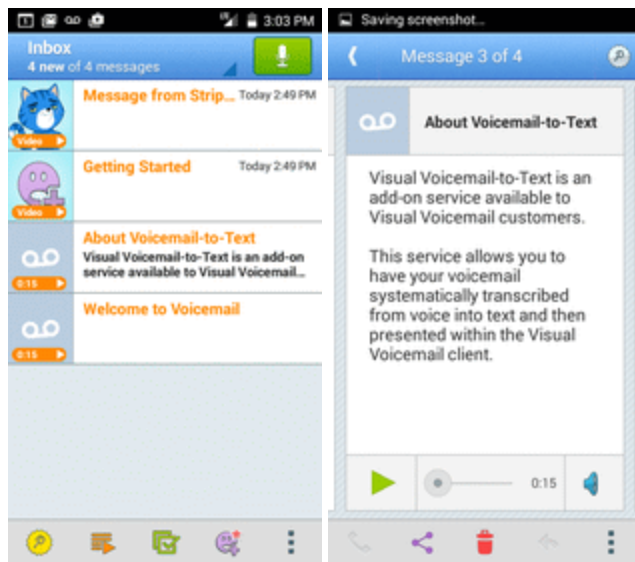 3:03 PM
Inbox
4 new of 4 messages
Message from Strip... Today 2:49 PM
Video
Getting Started Today 2:49 PM
Video
About Voicemail-to-Text
Visual Voicemail-to-Text is an add-on
service available to Visual Voicemail...
0:15
Welcome to Voicemail
0:15
Saving screenshot...
Message 3 of 4
About Voicemail-to-Text
Visual Voicemail-to-Text is an
add-on service available to
Visual Voicemail customers.
This service allows you to
have your voicemail
systematically transcribed
from voice into text and then
presented within the Visual
Voicemail client.
0:15